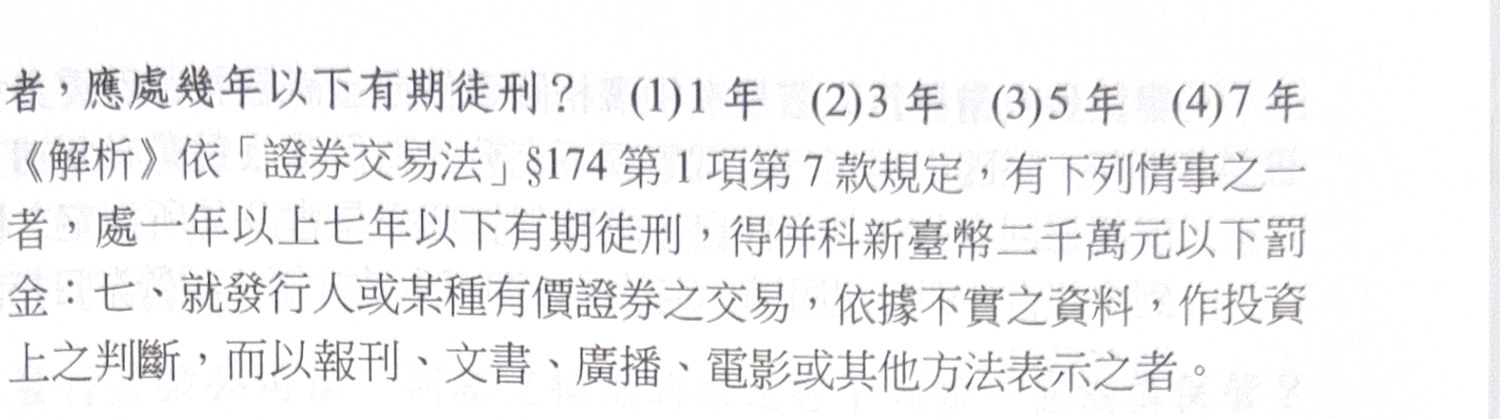 者，應處幾年以下有期徒刑？ (1)1 年 (2)3 年 (3)5 年 (4)7 年
《解析》依「證券交易法」§174 第 1 項第 7 款規定，有下列情事之一
者，處一年以上七年以下有期徒刑，得併科新臺幣二千萬元以下罰
金：七、就發行人或某種有價證券之交易，依據不實之資料，作投資
上之判斷，而以報刊、文書、廣播、電影或其他方法表示之者。